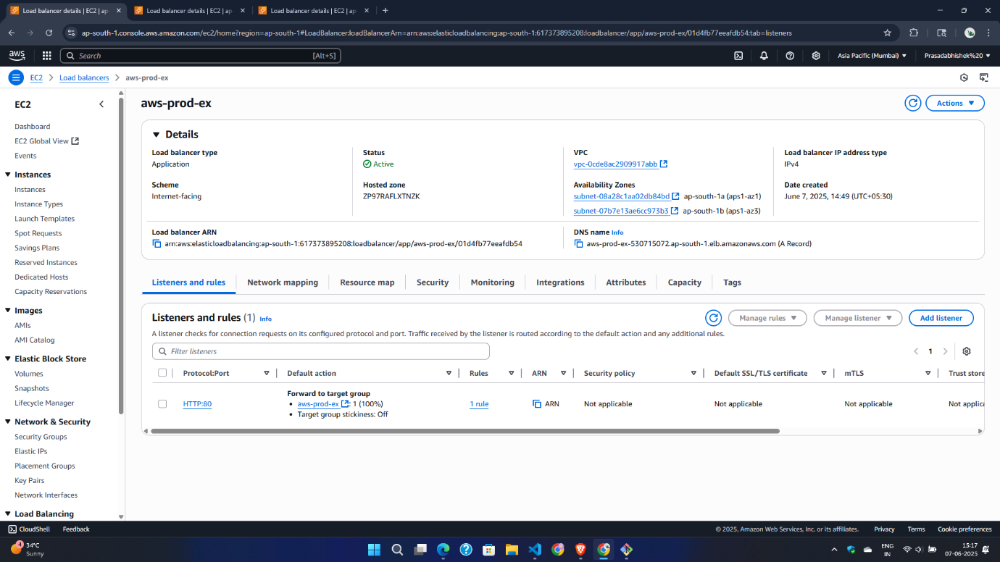 Load balancer details | EC2 | ap-
Load balancer details | EC2 | ap-
Load balancer details | EC2 | ap-
ap-south-1.console.aws.amazon.com/ec2/home?region=ap-south-1#LoadBalancer:loadBalancerArn=arn:aws:elasticloadbalancing:ap-south-1:617373895208:loadbalancer/app/aws-prod-ex/01d4fb77eeafdb54;tab=listeners
aws
Search
[Alt+S]
Asia Pacific (Mumbai)
Prasadabhishek%20
EC2
Load balancers
aws-prod-ex
EC2
Dashboard
EC2 Global View
Events
Instances
Instances
Instance Types
Launch Templates
Spot Requests
Savings Plans
Reserved Instances
Dedicated Hosts
Capacity Reservations
Images
AMIs
AMI Catalog
Elastic Block Store
Volumes
Snapshots
Lifecycle Manager
Network & Security
Security Groups
Elastic IPs
Placement Groups
Key Pairs
Network Interfaces
Load Balancing
aws-prod-ex
Actions
Details
Load balancer type
Application
Status
Active
VPC
vpc-0cde8ac2909917abb
Load balancer IP address type
IPv4
Scheme
Internet-facing
Hosted zone
ZP97RAFLXTNZK
Availability Zones
subnet-08a28c1aa02db84bd ap-south-1a (aps1-az1)
subnet-07b7e13ae6cc973b3 ap-south-1b (aps1-az3)
Date created
June 7, 2025, 14:49 (UTC+05:30)
Load balancer ARN
arn:aws:elasticloadbalancing:ap-south-1:617373895208:loadbalancer/app/aws-prod-ex/01d4fb77eeafdb54
DNS name Info
aws-prod-ex-530715072.ap-south-1.elb.amazonaws.com (A Record)
Listeners and rules
Network mapping
Resource map
Security
Monitoring
Integrations
Attributes
Capacity
Tags
Listeners and rules (1) Info
Manage rules
Manage listener
Add listener
A listener checks for connection requests on its configured protocol and port. Traffic received by the listener is routed according to the default action and any additional rules.
Filter listeners
1
Protocol:Port
Default action
Rules
ARN
Security policy
Default SSL/TLS certificate
mTLS
Trust store
HTTP:80
Forward to target group
• aws-prod-ex : 1 (100%)
• Target group stickiness: Off
1 rule
ARN
Not applicable
Not applicable
Not applicable
Not applica
CloudShell
Feedback
© 2025, Amazon Web Services, Inc. or its affiliates.
Privacy
Terms
Cookie preferences
4
34°C
Sunny
ENG
IN
15:17
07-06-2025